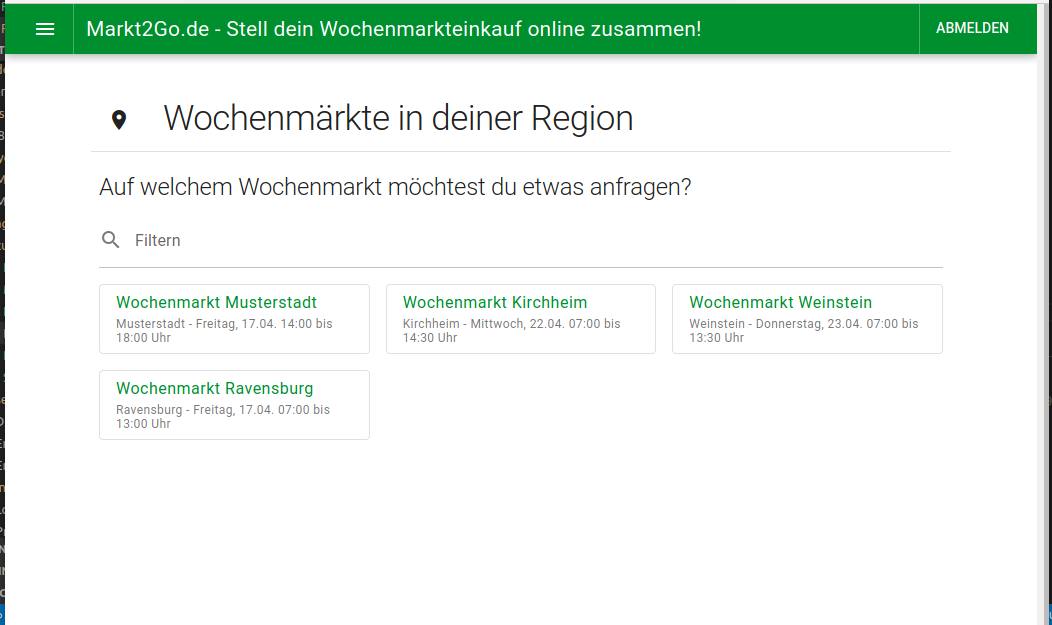 Markt2Go.de - Stell dein Wochenmarkteinkauf online zusammen!
ABMELDEN
Wochenmärkte in deiner Region
Auf welchem Wochenmarkt möchtest du etwas anfragen?
Filtern
Wochenmarkt Musterstadt
Musterstadt - Freitag, 17.04. 14:00 bis
18:00 Uhr
Wochenmarkt Kirchheim
Kirchheim - Mittwoch, 22.04. 07:00 bis
14:30 Uhr
Wochenmarkt Weinstein
Weinstein - Donnerstag, 23.04. 07:00 bis
13:30 Uhr
Wochenmarkt Ravensburg
Ravensburg - Freitag, 17.04. 07:00 bis
13:00 Uhr